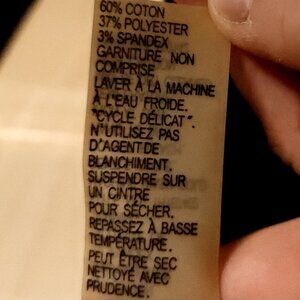 60% COTON
37% POLYESTER
3% SPANDEX
GARNITURE NON
COMPRISE
LAVER À LA MACHINE
À L'EAU FROIDE.
"CYCLE DÉLICAT".
N'UTILISEZ PAS
D'AGENT DE
BLANCHIMENT.
SUSPENDRE SUR
UN CINTRE
POUR SÉCHER.
REPASSEZ À BASSE
TEMPÉRATURE.
PEUT ÊTRE SEC
NETTOYÉ AVEC
PRUDENCE.